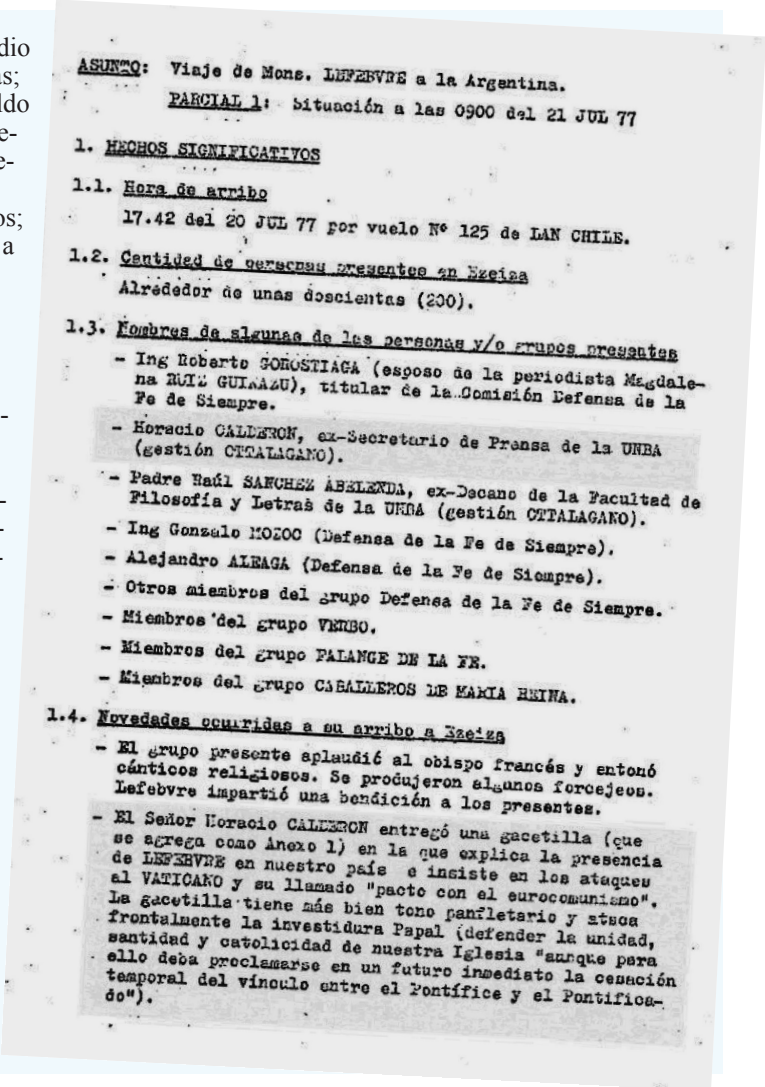 dio
ldo
e-
e-
os;
a
-
-
-
-
ASUNTO: Viaje de Mons. LEFEBVRE a la Argentina.
PARCIAL 1: Situación a las 0900 del 21 JUL 77
1. HECHOS SIGNIFICATIVOS
1.1. Hora de arribo
17.42 del 20 JUL 77 por vuelo Nº 125 de LAN CHILE.
1.2. Cantidad de personas presentes en Ezeiza
Alrededor de unas doscientas (200).
1.3. Nombres de algunas de las personas y/o grupos presentes
- Ing Roberto GOROSTIAGA (esposo de la periodista Magdale-
na RUIZ GUIÑAZU), titular de la Comisión Defensa de la
Fe de Siempre.
- Horacio CALDERON, ex-Secretario de Prensa de la UNBA
(gestión OTTALAGANO).
- Padre Raúl SANCHEZ ABELENDA, ex-Decano de la Facultad de
Filosofía y Letras de la UNBA (gestión OTTALAGANO).
- Ing Gonzalo MOZOC (Defensa de la Fe de Siempre).
- Alejandro ALEAGA (Defensa de la Fe de Siempre).
- Otros miembros del grupo Defensa de la Fe de Siempre.
- Miembros del grupo VERBO.
- Miembros del grupo FALANGE DE LA FE.
- Miembros del grupo CABALLEROS DE MARIA REINA.
1.4. Novedades ocurridas a su arribo a Ezeiza
- El grupo presente aplaudió al obispo francés y entonó
cánticos religiosos. Se produjeron algunos forcejeos.
Lefebvre impartió una bendición a los presentes.
- El Señor Horacio CALDERON entregó una gacetilla (que
se agrega como Anexo 1) en la que explica la presencia
de LEFEBVRE en nuestro país e insiste en los ataques
al VATICANO y su llamado "pacto con el eurocomunismo".
La gacetilla tiene más bien tono panfletario y ataca
frontalmente la investidura Papal (defender la unidad,
santidad y catolicidad de nuestra Iglesia "aunque para
ello deba proclamarse en un futuro inmediato la cesación
temporal del vínculo entre el Pontífice y el Pontifica-
do").